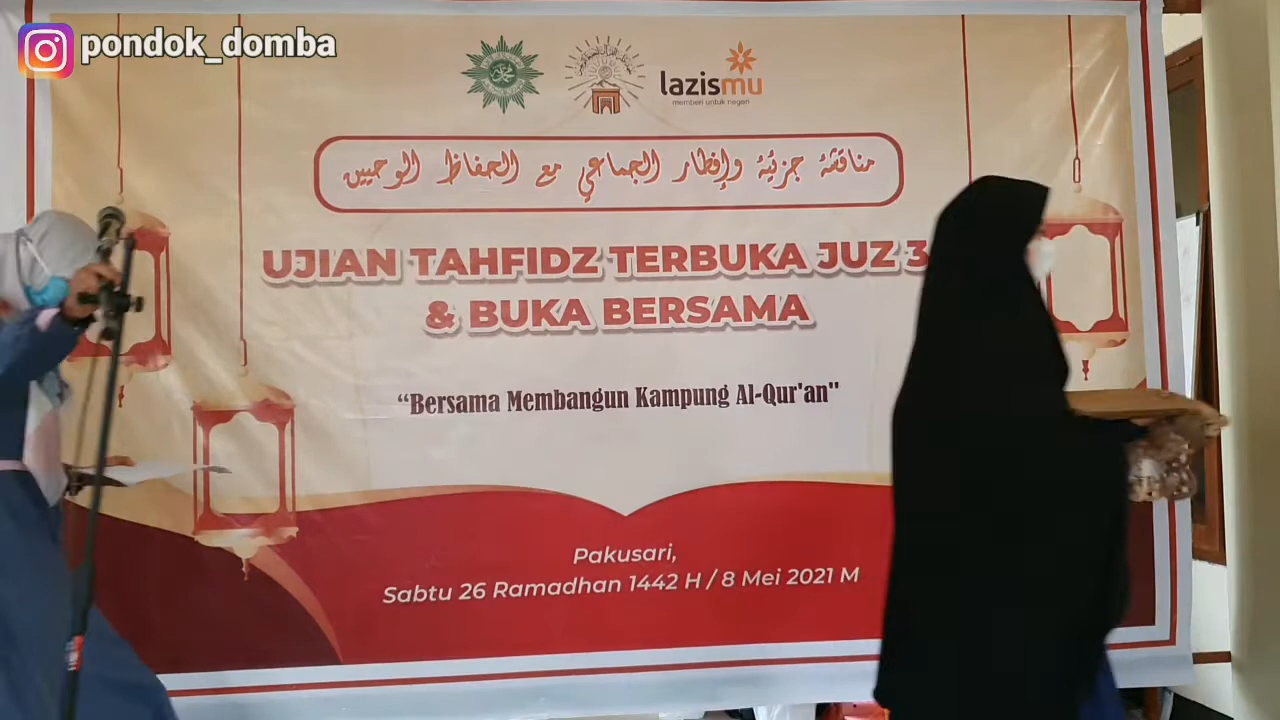 pondok_domba
lazismu
memberi untuk negeri
مناقشة جزئية وإفطار الجماعي مع الحفاظ الوحيين
UJIAN TAHFIDZ TERBUKA JUZ 3
& BUKA BERSAMA
“Bersama Membangun Kampung Al-Qur'an"
Pakusari,
Sabtu 26 Ramadhan 1442 H / 8 Mei 2021 M